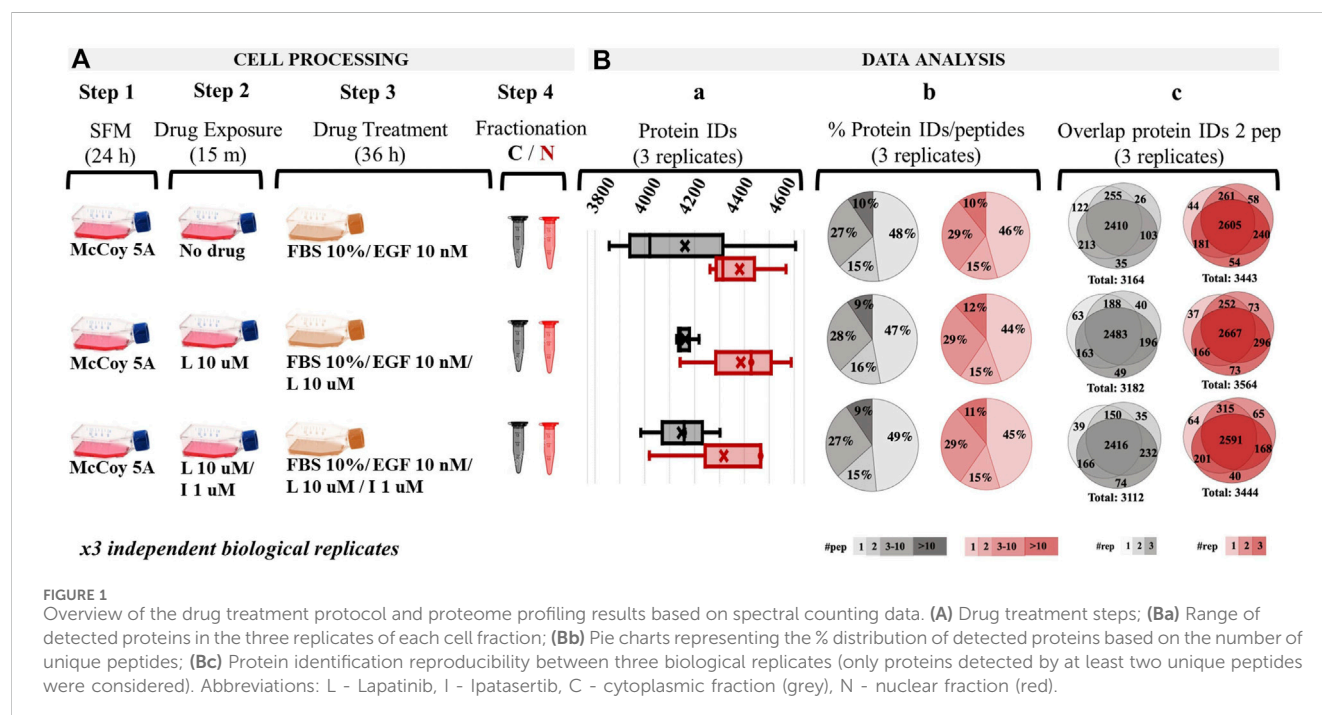 A
CELL PROCESSING
Step 1
Step 2
Step 3
Step 4
SFM
(24 h)
Drug Exposure
(15 m)
Drug Treatment
(36 h)
Fractionation
C / N
McCoy 5A
No drug
FBS 10%/ EGF 10 nM
McCoy 5A
L 10 uM
FBS 10%/EGF 10 nM/
L 10 uM
McCoy 5A
L 10 uM/
I 1 uM
FBS 10%/EGF 10 nM/
L 10 uM / I 1 uM
x3 independent biological replicates
B
DATA ANALYSIS
a
b
c
Protein IDs
(3 replicates)
% Protein IDs/peptides
(3 replicates)
Overlap protein IDs 2 pep
(3 replicates)
3800
4000
4200
4400
4600
10%
27%
48%
15%
10%
29%
46%
15%
122
255
26
2410
213
103
35
Total: 3164
44
261
58
2605
181
240
54
Total: 3443
9%
28%
47%
16%
12%
29%
44%
15%
63
188
40
2483
163
196
49
Total: 3182
37
252
73
2667
166
296
73
Total: 3564
9%
27%
49%
15%
11%
29%
45%
15%
39
150
35
2416
166
232
74
Total: 3112
64
315
65
2591
201
168
40
Total: 3444
#pep 1 2 3-10 >10
1 2 3-10 >10
#rep 1 2 3
#rep 1 2 3
FIGURE 1
Overview of the drug treatment protocol and proteome profiling results based on spectral counting data. (A) Drug treatment steps; (Ba) Range of
detected proteins in the three replicates of each cell fraction; (Bb) Pie charts representing the % distribution of detected proteins based on the number of
unique peptides; (Bc) Protein identification reproducibility between three biological replicates (only proteins detected by at least two unique peptides
were considered). Abbreviations: L - Lapatinib, I - Ipatasertib, C - cytoplasmic fraction (grey), N - nuclear fraction (red).